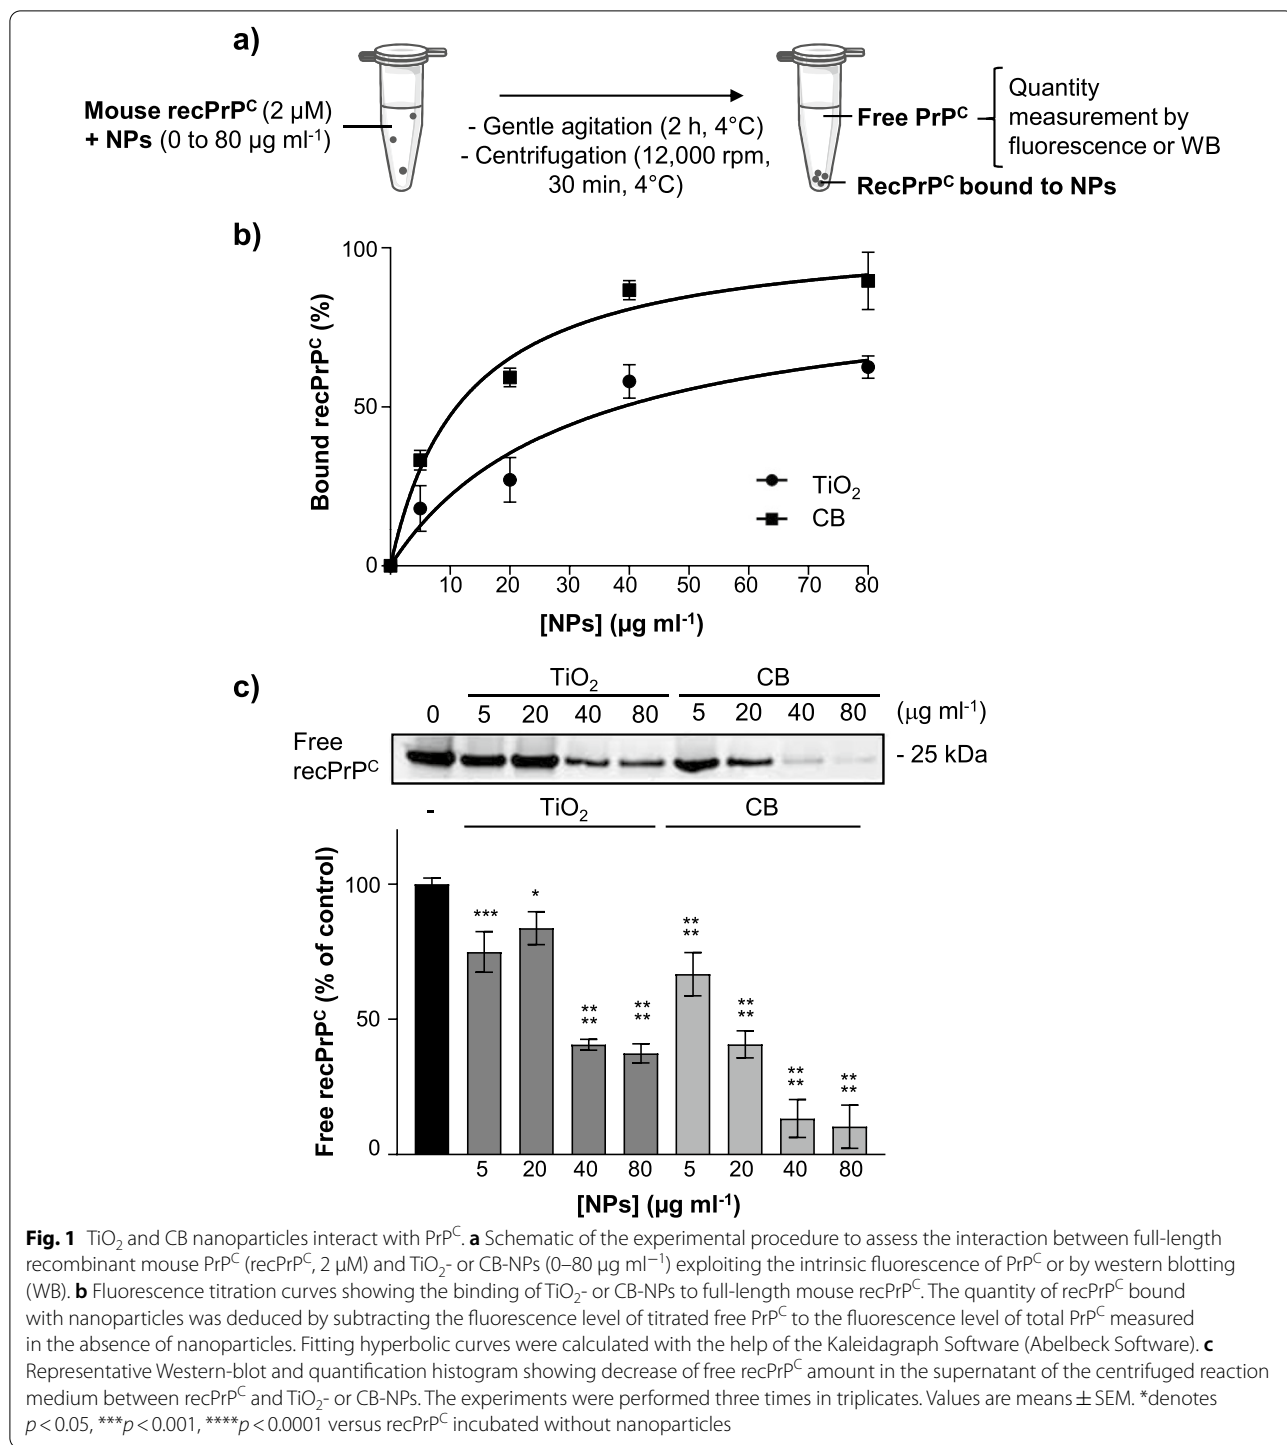 a)
Mouse recPrPᶜ (2 µM)
+ NPs (0 to 80 µg ml⁻¹)
- Gentle agitation (2 h, 4°C)
- Centrifugation (12,000 rpm,
30 min, 4°C)
Free PrPᶜ
Quantity
measurement by
fluorescence or WB
RecPrPᶜ bound to NPs
b)
Bound recPrPᶜ (%)
100
50
0
10 20 30 40 50 60 70 80
[NPs] (µg ml⁻¹)
TiO₂
CB
c)
TiO₂ CB
0 5 20 40 80 5 20 40 80 (µg ml⁻¹)
Free
recPrPᶜ
- 25 kDa
- TiO₂ CB
Free recPrPᶜ (% of control)
100
50
0
*** * **** **** **** **** **** ****
5 20 40 80 5 20 40 80
[NPs] (µg ml⁻¹)
Fig. 1 TiO₂ and CB nanoparticles interact with PrPᶜ. a Schematic of the experimental procedure to assess the interaction between full-length
recombinant mouse PrPᶜ (recPrPᶜ, 2 µM) and TiO₂- or CB-NPs (0–80 µg ml⁻¹) exploiting the intrinsic fluorescence of PrPᶜ or by western blotting
(WB). b Fluorescence titration curves showing the binding of TiO₂- or CB-NPs to full-length mouse recPrPᶜ. The quantity of recPrPᶜ bound
with nanoparticles was deduced by subtracting the fluorescence level of titrated free PrPᶜ to the fluorescence level of total PrPᶜ measured
in the absence of nanoparticles. Fitting hyperbolic curves were calculated with the help of the Kaleidagraph Software (Abelbeck Software). c
Representative Western-blot and quantification histogram showing decrease of free recPrPᶜ amount in the supernatant of the centrifuged reaction
medium between recPrPᶜ and TiO₂- or CB-NPs. The experiments were performed three times in triplicates. Values are means ± SEM. *denotes
p < 0.05, ***p < 0.001, ****p < 0.0001 versus recPrPᶜ incubated without nanoparticles